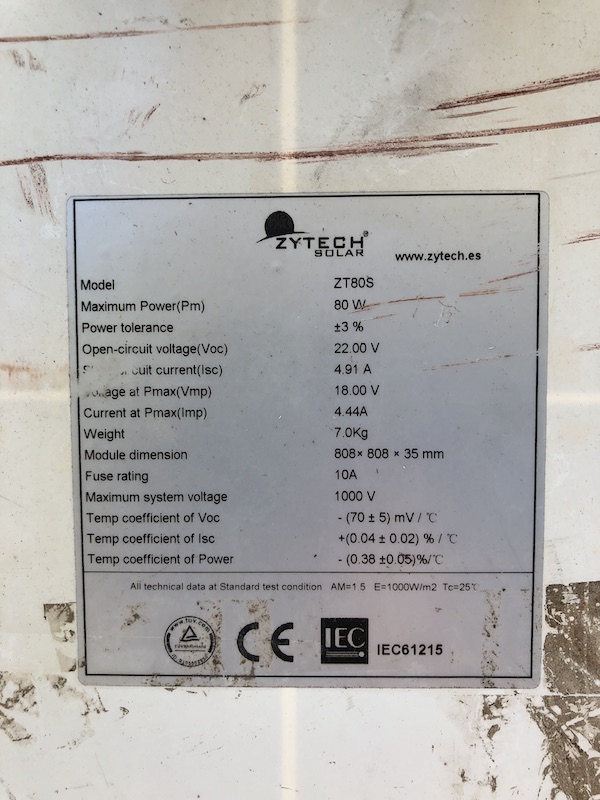 ZYTECH®
SOLAR
www.zytech.es
Model ZT80S
Maximum Power(Pm) 80 W
Power tolerance ±3 %
Open-circuit voltage(Voc) 22.00 V
current(Isc) 4.91 A
at Pmax(Vmp) 18.00 V
Current at Pmax(Imp) 4.44A
Weight 7.0Kg
Module dimension 808× 808 × 35 mm
Fuse rating 10A
Maximum system voltage 1000 V
Temp coefficient of Voc - (70 ± 5) mV / ℃
Temp coefficient of Isc +(0.04 ± 0.02) % / ℃
Temp coefficient of Power - (0.38 ±0.05)%/℃
All technical data at Standard test condition AM=1 5 E=1000W/m2 Tc=25℃
www.tuv.com
CE
IEC
IEC61215